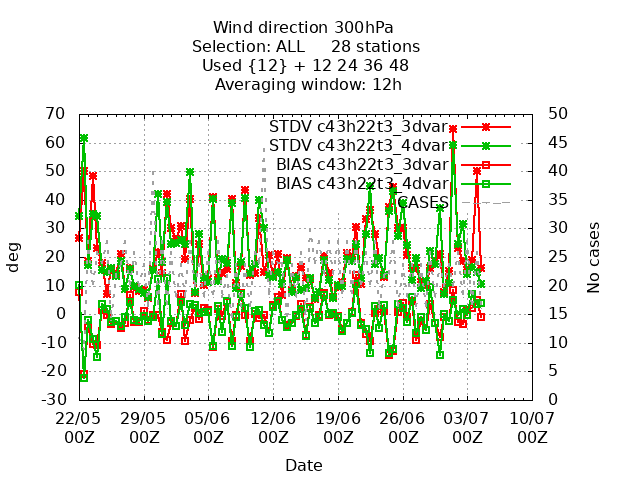 Wind direction 300hPa
Selection: ALL 28 stations
Used {12} + 12 24 36 48
Averaging window: 12h
70 50
60 45
50 40
40 35
30 30
20 25
10 20
0 15
-10 10
-20 5
-30 0
STDV c43h22t3_3dvar
STDV c43h22t3_4dvar
BIAS c43h22t3_3dvar
BIAS c43h22t3_4dvar
CASES
deg
No cases
22/05 29/05 05/06 12/06 19/06 26/06 03/07 10/07
00Z 00Z 00Z 00Z 00Z 00Z 00Z 00Z
Date